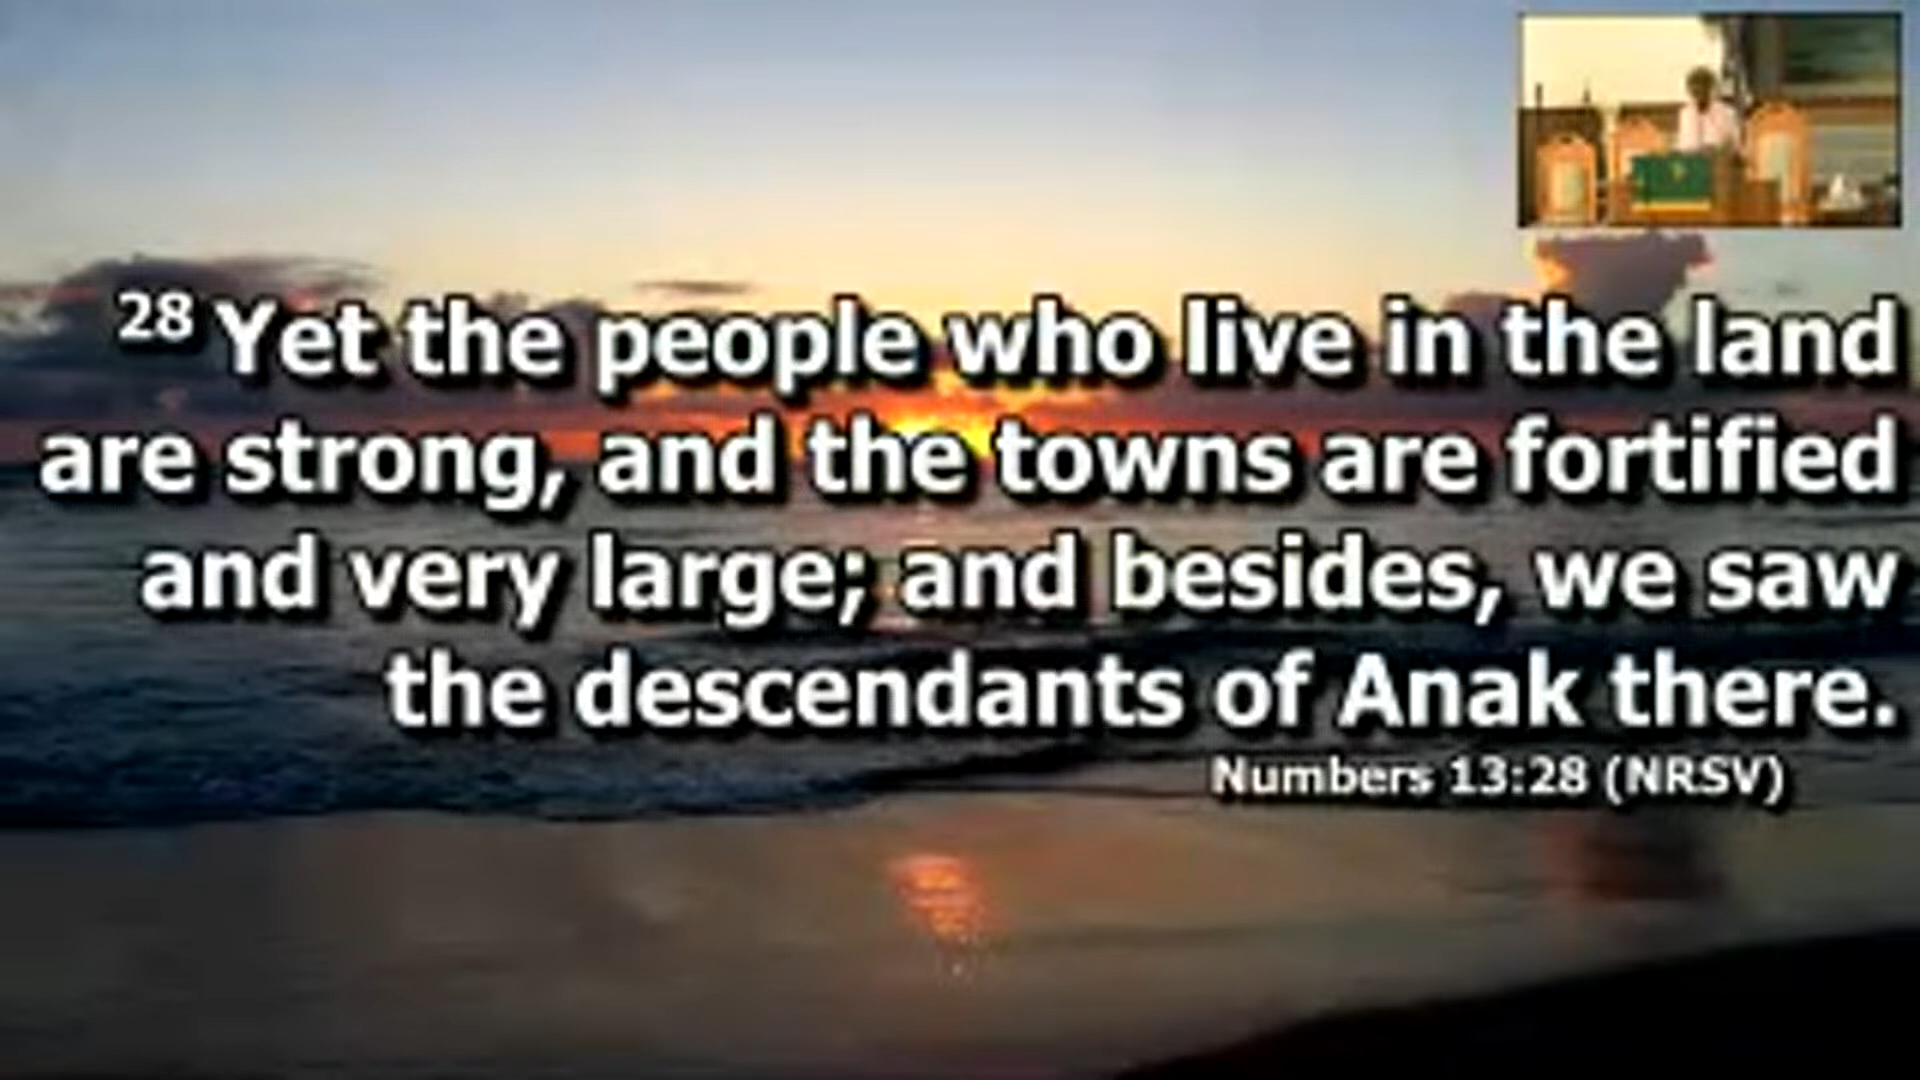 28 Yet the people who live in the land
are strong, and the towns are fortified
and very large; and besides, we saw
the descendants of Anak there.
Numbers 13:28 (NRSV)